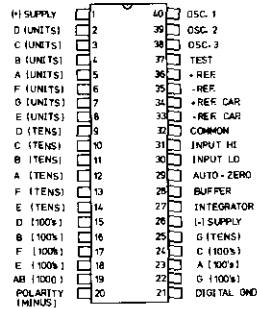 (+) SUPPLY 1 40 OSC. 1
D (UNITS) 2 39 OSC. 2
C (UNITS) 3 38 OSC. 3
B (UNITS) 4 37 TEST
A (UNITS) 5 36 + REF.
F (UNITS) 6 35 - REF.
G (UNITS) 7 34 + REF. CAP.
E (UNITS) 8 33 - REF. CAP.
D (TENS) 9 32 COMMON
C (TENS) 10 31 INPUT HI
B (TENS) 11 30 INPUT LO
A (TENS) 12 29 AUTO-ZERO
F (TENS) 13 28 BUFFER
E (TENS) 14 27 INTEGRATOR
D (100's) 15 26 (-) SUPPLY
B (100's) 16 25 G (TENS)
F (100's) 17 24 C (100's)
E (100's) 18 23 A (100's)
AB (1000) 19 22 G (100's)
POLARITY 20 21 DIGITAL GND
(MINUS)